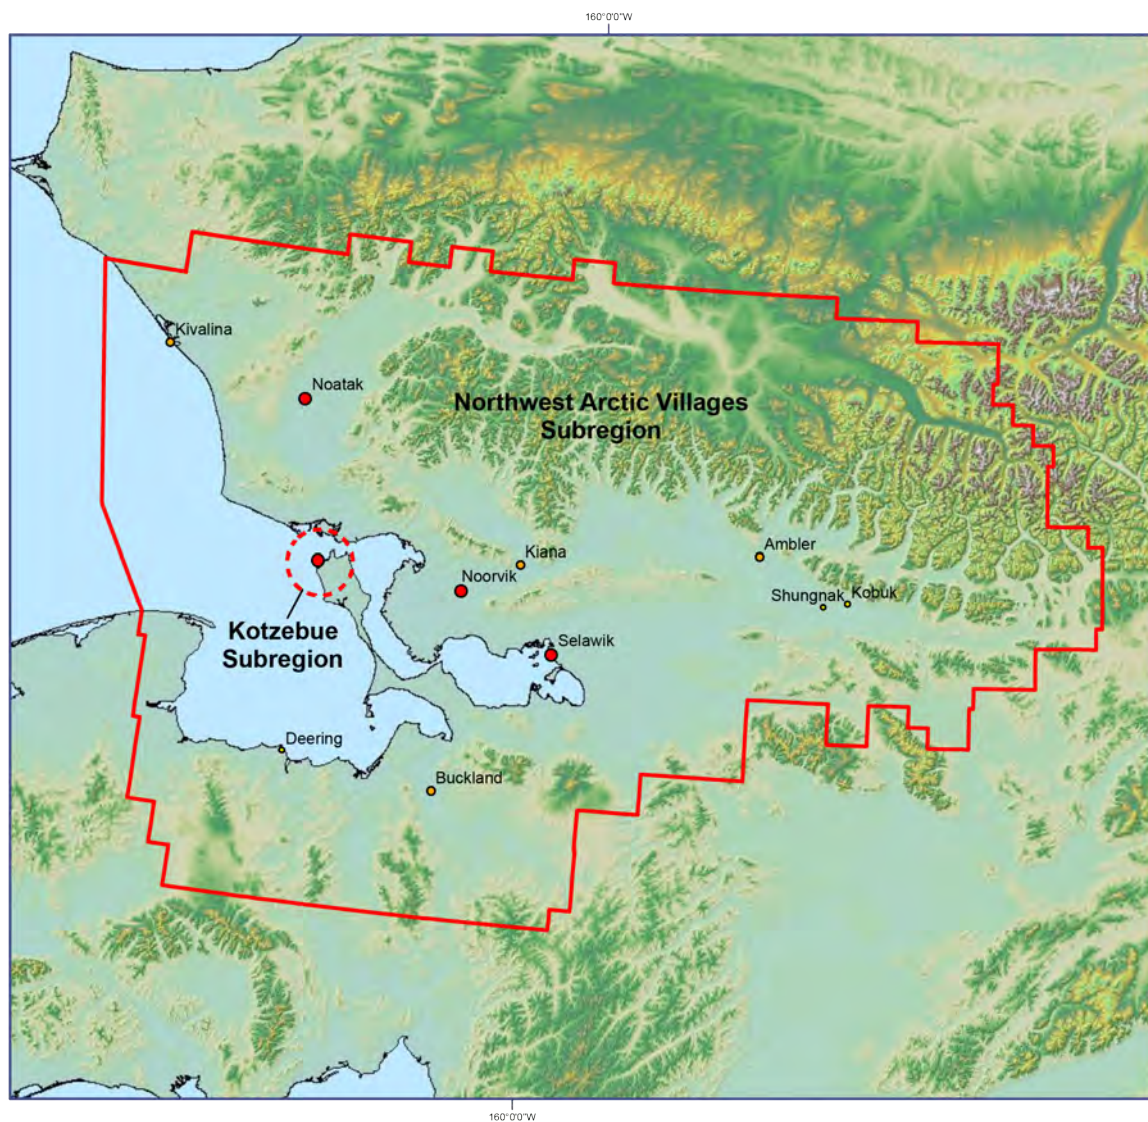 160°0'0"W
Kivalina
Noatak
Northwest Arctic Villages
Subregion
Kiana
Ambler
Noorvik
Shungnak
Kobuk
Kotzebue
Subregion
Selawik
Deering
Buckland
160°0'0"W